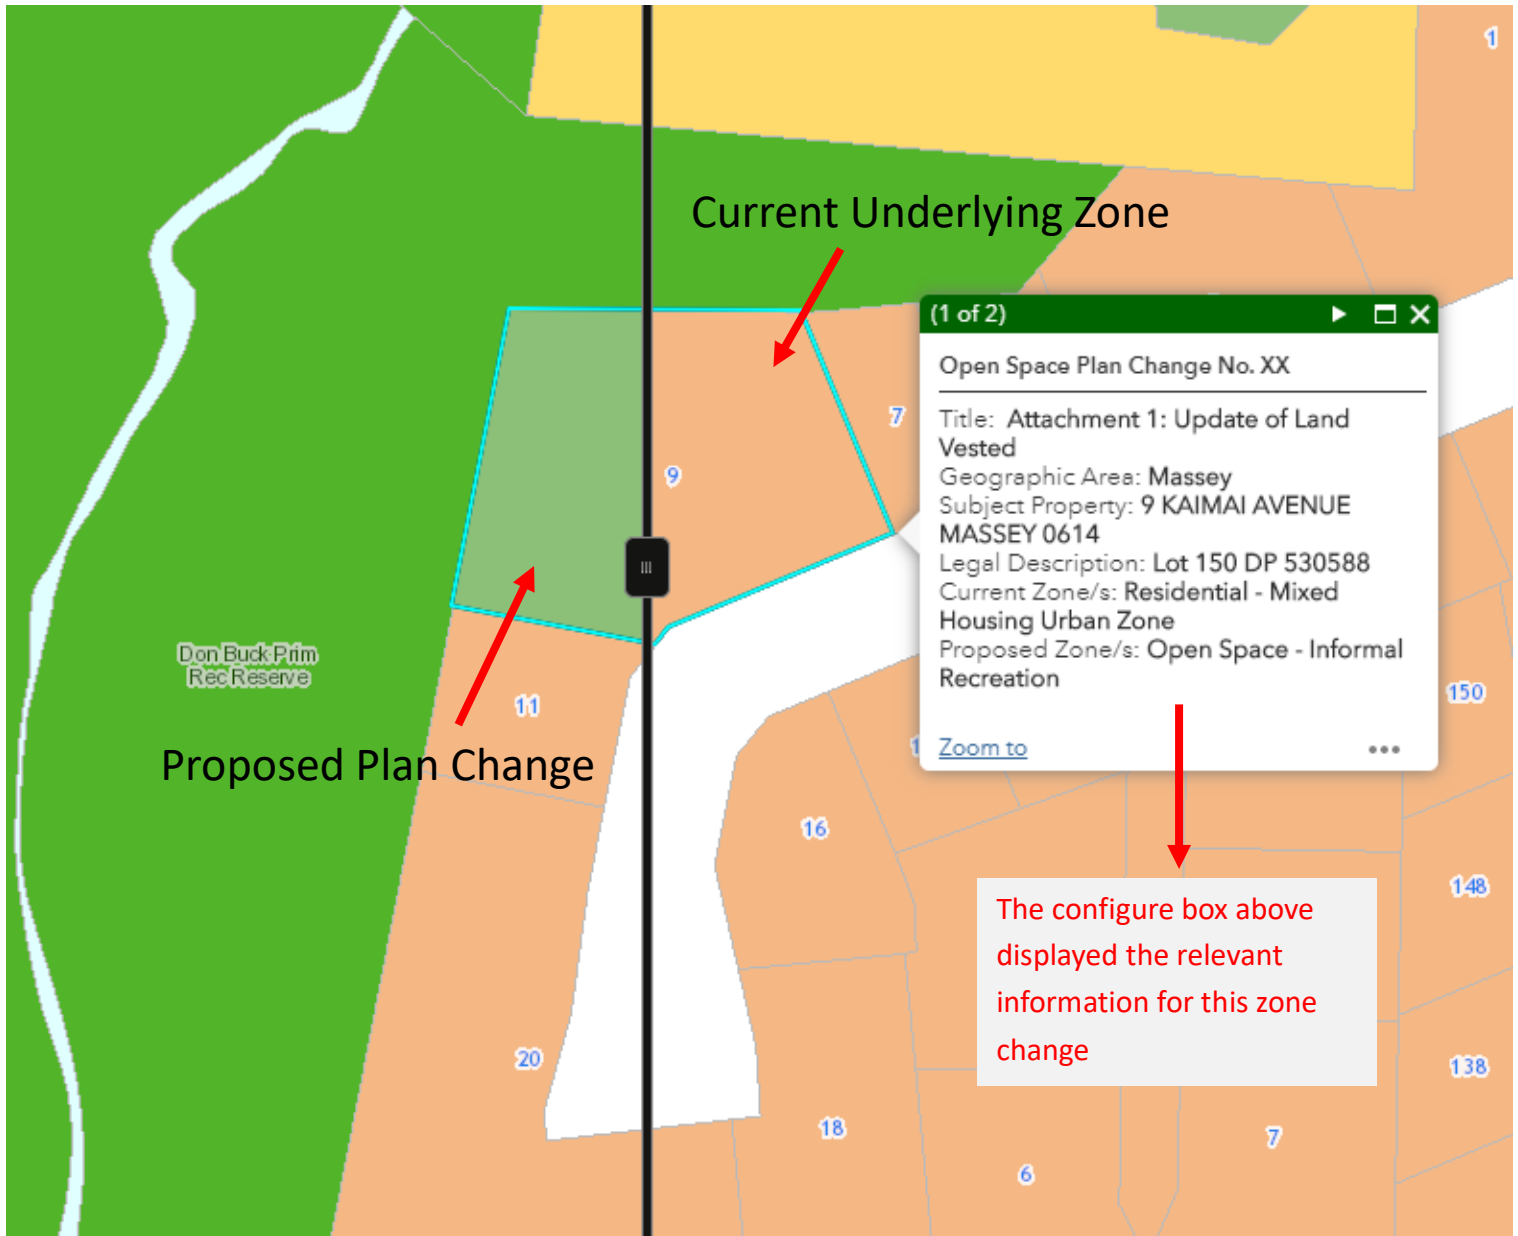 1
Current Underlying Zone
(1 of 2)
Open Space Plan Change No. XX
Title: Attachment 1: Update of Land
Vested
Geographic Area: Massey
Subject Property: 9 KAIMAI AVENUE
MASSEY 0614
Legal Description: Lot 150 DP 530588
Current Zone/s: Residential - Mixed
Housing Urban Zone
Proposed Zone/s: Open Space - Informal
Recreation
Zoom to
7
9
Don Buck Prim
Rec Reserve
11
150
Proposed Plan Change
16
The configure box above
displayed the relevant
information for this zone
change
148
20
138
18
7
6